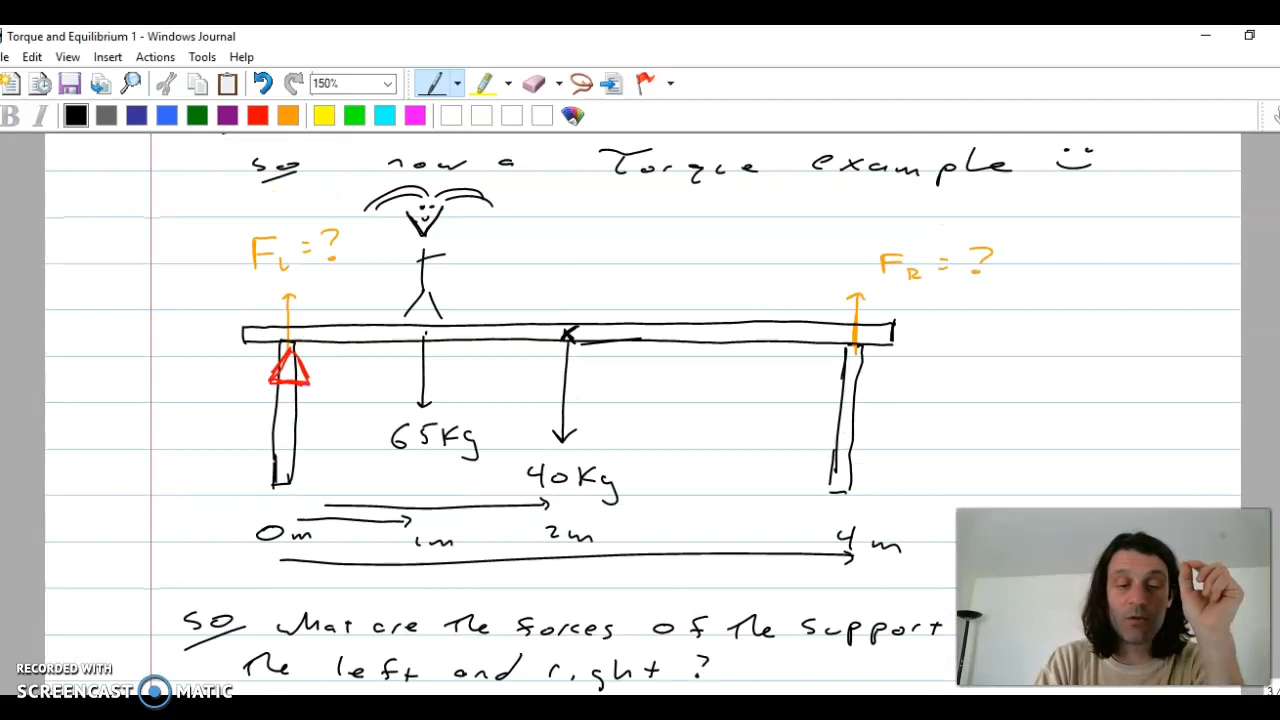 Torque and Equilibrium 1 - Windows Journal
le Edit View Insert Actions Tools Help
150%
B I
so now a Torque example
FL = ?
FR = ?
65Kg
40Kg
0m 1m 2m 4m
so what are the forces of the support
the left and right ?
RECORDED WITH
SCREENCAST MATIC